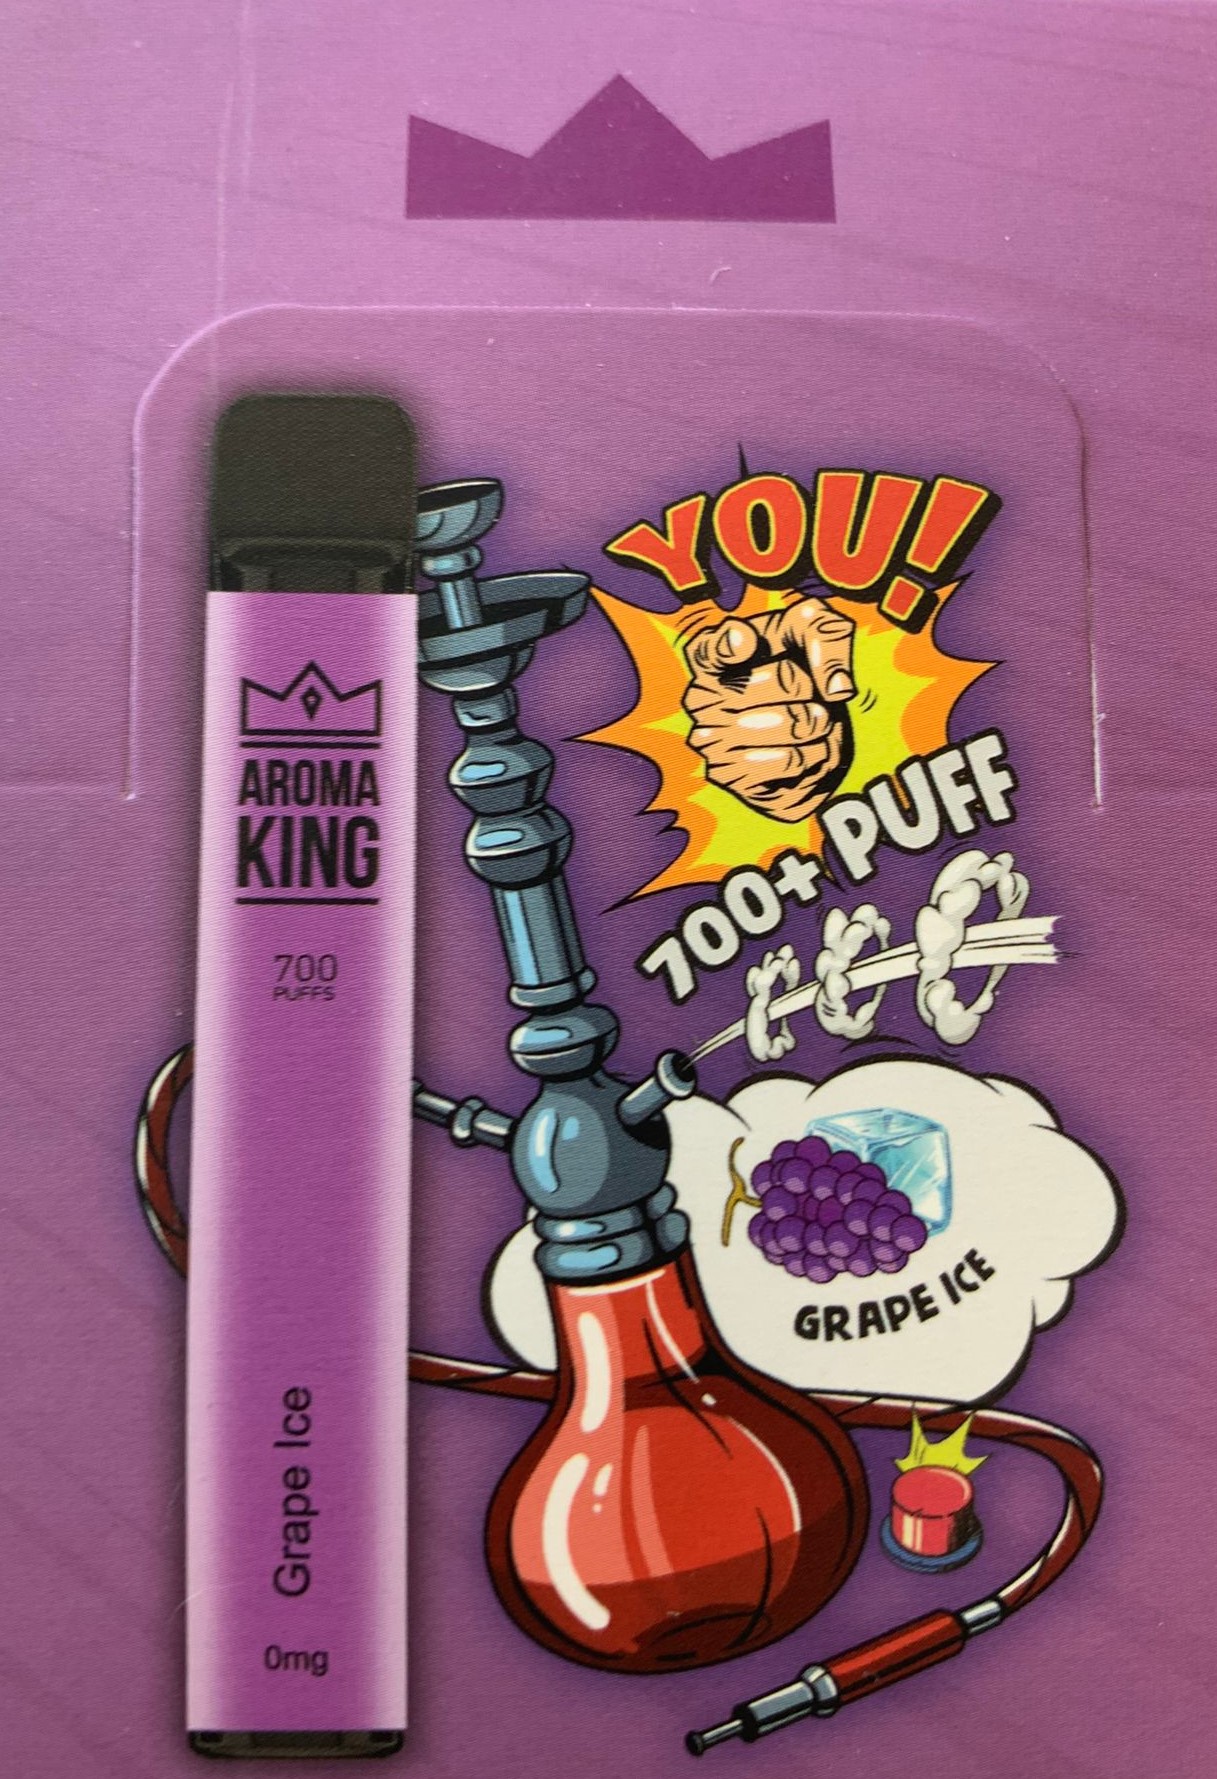 AROMA
KING
700
PUFFS
Grape Ice
0mg
YOU!
700+ PUFF
GRAPE ICE